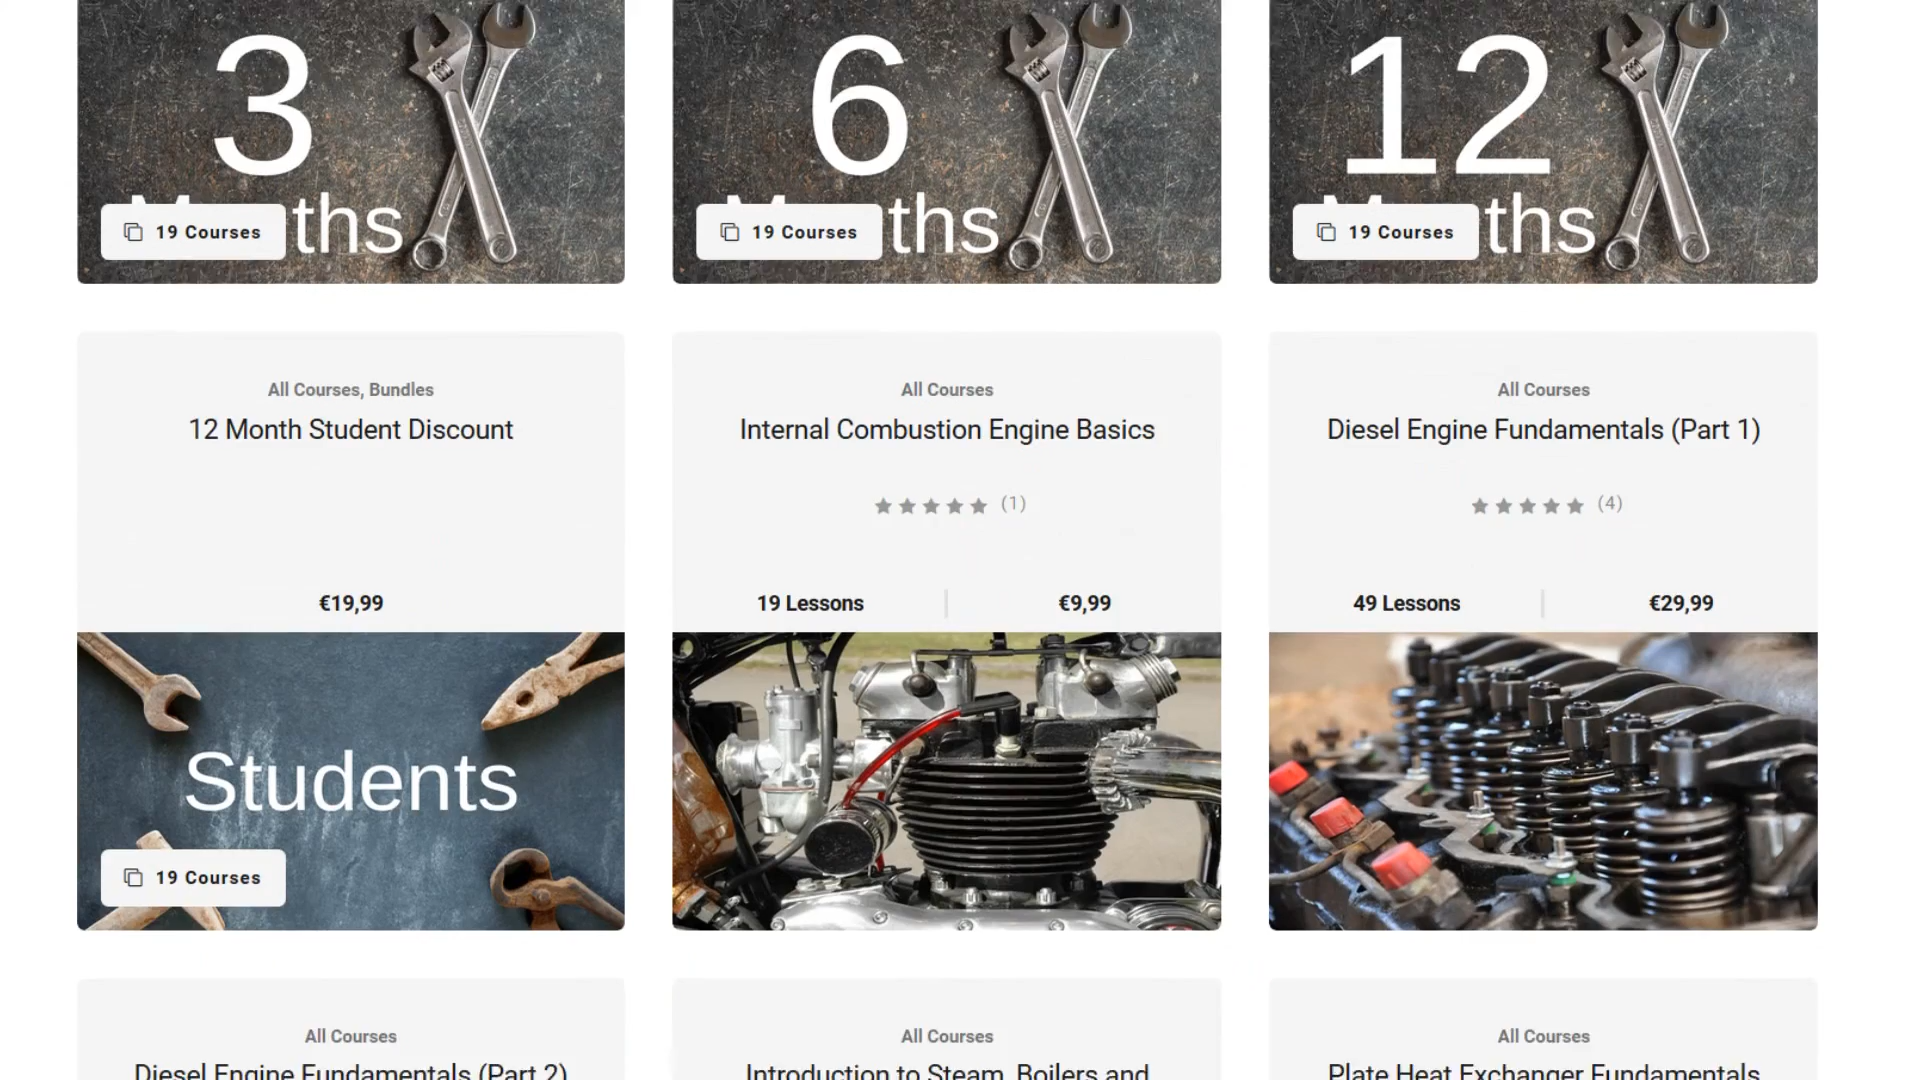 3
ths
19 Courses
6
ths
19 Courses
12
ths
19 Courses
All Courses, Bundles
12 Month Student Discount
€19,99
Students
19 Courses
All Courses
Internal Combustion Engine Basics
(1)
19 Lessons
€9,99
All Courses
Diesel Engine Fundamentals (Part 1)
(4)
49 Lessons
€29,99
All Courses
Diesel Engine Fundamentals (Part 2)
All Courses
Introduction to Steam, Boilers and
All Courses
Plate Heat Exchanger Fundamentals